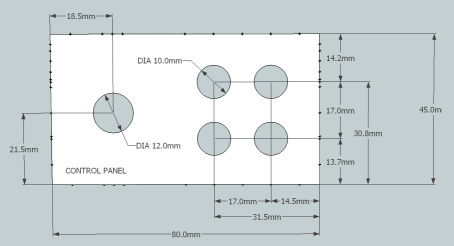 18.5mm
14.2mm
DIA 10.0mm
17.0mm
45.0m
30.8mm
DIA 12.0mm
21.5mm
13.7mm
CONTROL PANEL
17.0mm
14.5mm
31.5mm
80.0mm